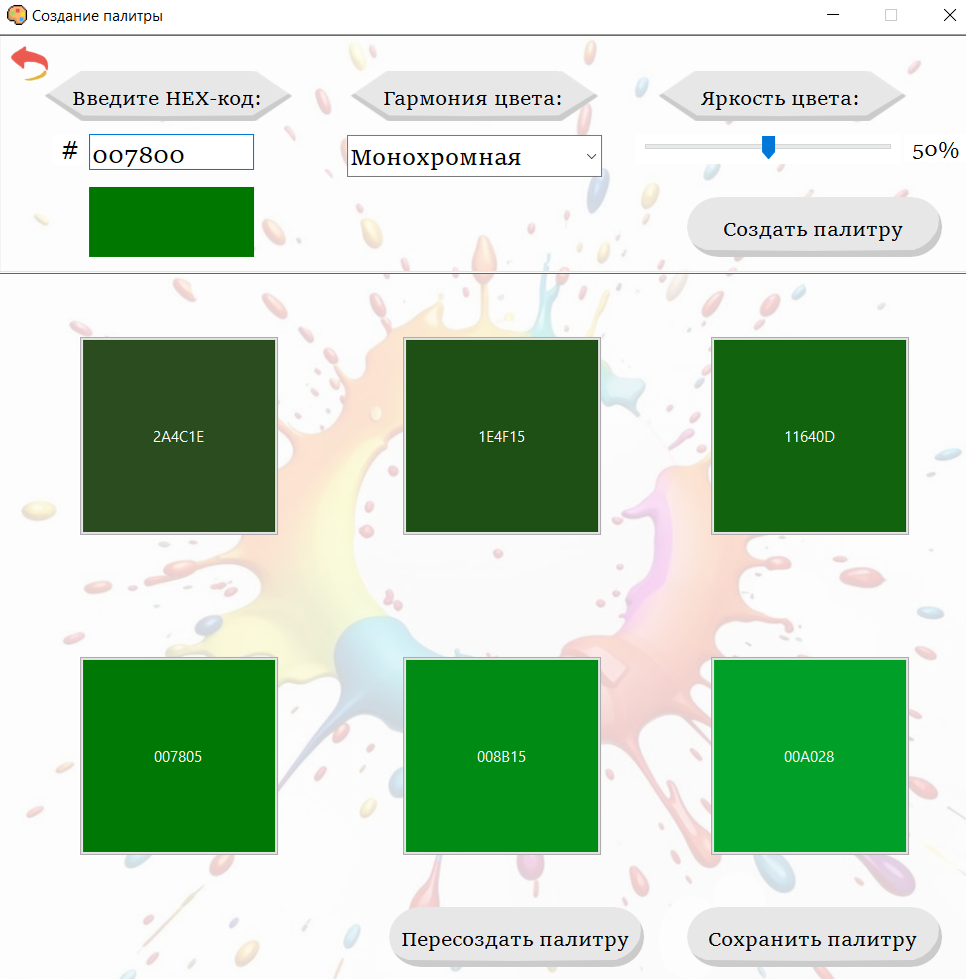 Создание палитры
Введите HEX-код:
Гармония цвета:
Яркость цвета:
# 007800
Монохромная
50%
Создать палитру
2A4C1E
1E4F15
11640D
007805
008B15
00A028
Пересоздать палитру
Сохранить палитру